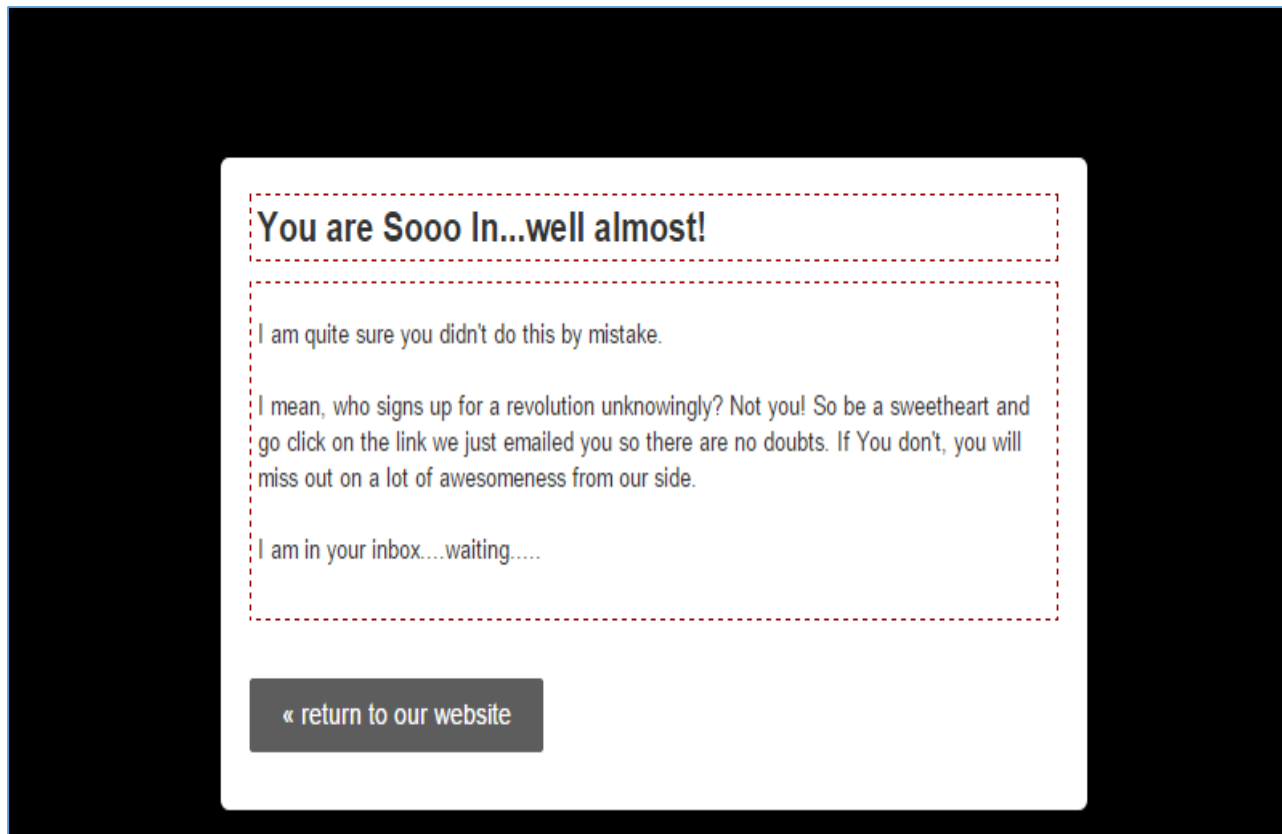 You are Sooo In...well almost!
I am quite sure you didn't do this by mistake.
I mean, who signs up for a revolution unknowingly? Not you! So be a sweetheart and
go click on the link we just emailed you so there are no doubts. If You don't, you will
miss out on a lot of awesomeness from our side.
I am in your inbox....waiting.....
« return to our website